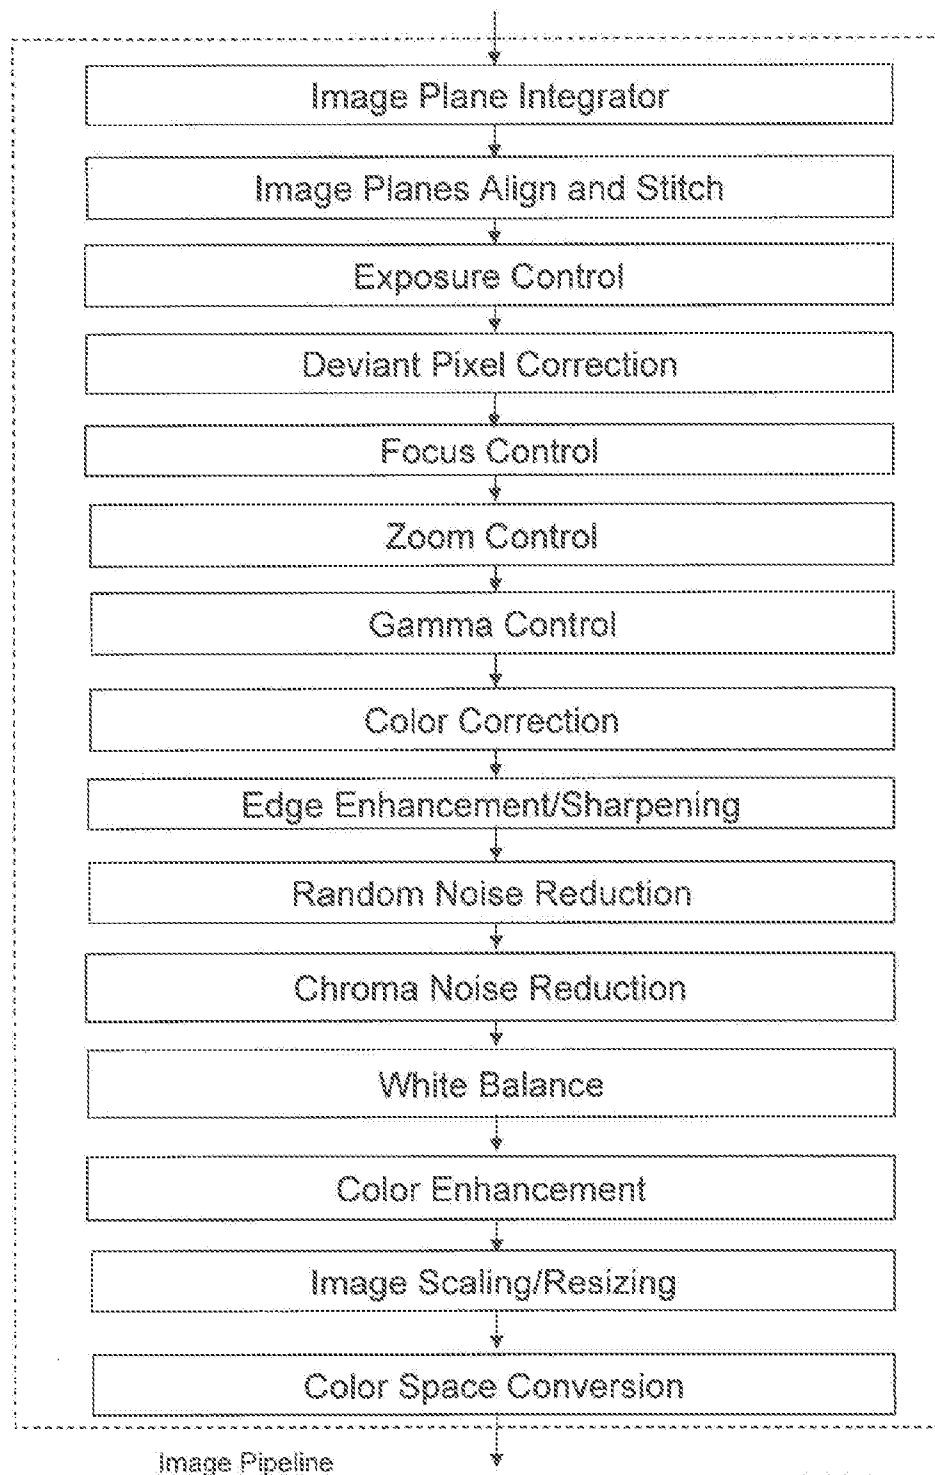 Image Plane Integrator
Image Planes Align and Stitch
Exposure Control
Deviant Pixel Correction
Focus Control
Zoom Control
Gamma Control
Color Correction
Edge Enhancement/Sharpening
Random Noise Reduction
Chroma Noise Reduction
White Balance
Color Enhancement
Image Scaling/Resizing
Color Space Conversion
Image Pipeline